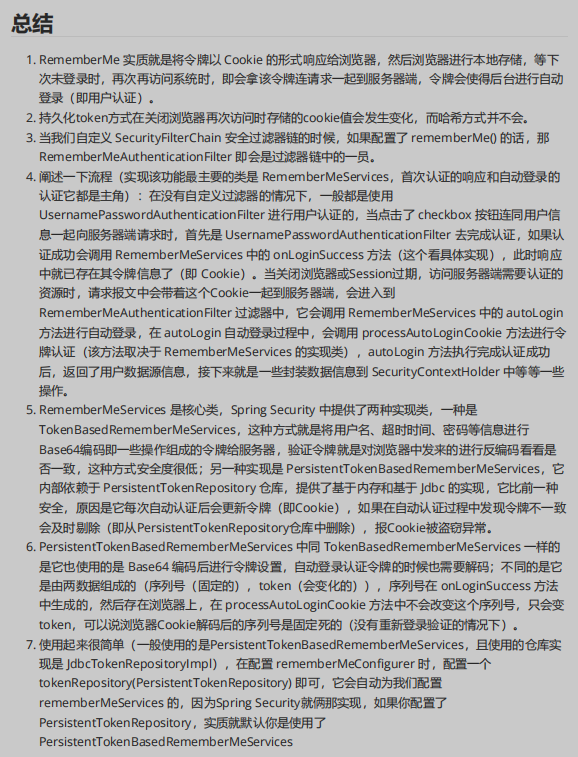 总结
1. RememberMe 实质就是将令牌以 Cookie 的形式响应给浏览器，然后浏览器进行本地存储，等下
次未登录时，再次再访问系统时，即会拿该令牌连请求一起到服务器端，令牌会使得后台进行自动
登录（即用户认证）。
2. 持久化token方式在关闭浏览器再次访问时存储的cookie值会发生变化，而哈希方式并不会。
3. 当我们自定义 SecurityFilterChain 安全过滤器链的时候，如果配置了 rememberMe() 的话，那
RememberMeAuthenticationFilter 即会是过滤器链中的一员。
4. 阐述一下流程（实现该功能最主要的类是 RememberMeServices，首次认证的响应和自动登录的
认证它都是主角）：在没有自定义过滤器的情况下，一般都是使用
UsernamePasswordAuthenticationFilter 进行用户认证的，当点击了 checkbox 按钮连同用户信
息一起向服务器端请求时，首先是 UsernamePasswordAuthenticationFilter 去完成认证，如果认
证成功会调用 RememberMeServices 中的 onLoginSuccess 方法（这个看具体实现），此时响应
中就已存在其令牌信息了（即 Cookie）。当关闭浏览器或Session过期，访问服务器端需要认证的
资源时，请求报文中会带着这个Cookie一起到服务器端，会进入到
RememberMeAuthenticationFilter 过滤器中，它会调用 RememberMeServices 中的 autoLogin
方法进行自动登录，在 autoLogin 自动登录过程中，会调用 processAutoLoginCookie 方法进行令
牌认证（该方法取决于 RememberMeServices 的实现类），autoLogin 方法执行完成认证成功
后，返回了用户数据源信息，接下来就是一些封装数据信息到 SecurityContextHolder 中等等一些
操作。
5. RememberMeServices 是核心类，Spring Security 中提供了两种实现类，一种是
TokenBasedRememberMeServices，这种方式就是将用户名、超时时间、密码等信息进行
Base64编码即一些操作组成的令牌给服务器，验证令牌就是对浏览器中发来的进行反编码看看是
否一致，这种方式安全度很低；另一种实现是 PersistentTokenBasedRememberMeServices，它
内部依赖于 PersistentTokenRepository 仓库，提供了基于内存和基于 Jdbc 的实现，它比前一种
安全，原因是它每次自动认证后会更新令牌（即Cookie），如果在自动认证过程中发现令牌不一致
会及时剔除（即从PersistentTokenRepository仓库中删除），报Cookie被盗窃异常。
6. PersistentTokenBasedRememberMeServices 中同 TokenBasedRememberMeServices 一样的
是它也使用的是 Base64 编码后进行令牌设置，自动登录认证令牌的时候也需要解码；不同的是它
是由两数据组成的（序列号（固定的），token（会变化的）），序列号在 onLoginSuccess 方法
中生成的，然后存在浏览器上，在 processAutoLoginCookie 方法中不会改变这个序列号，只会变
token，可以说浏览器Cookie解码后的序列号是固定死的（没有重新登录验证的情况下）。
7. 使用起来很简单（一般使用的是PersistentTokenBasedRememberMeServices，且使用的仓库实
现是 JdbcTokenRepositoryImpl），在配置 rememberMeConfigurer 时，配置一个
tokenRepository(PersistentTokenRepository) 即可，它会自动为我们配置
rememberMeServices 的，因为Spring Security就俩那实现，如果你配置了
PersistentTokenRepository，实质就默认你是使用了
PersistentTokenBasedRememberMeServices